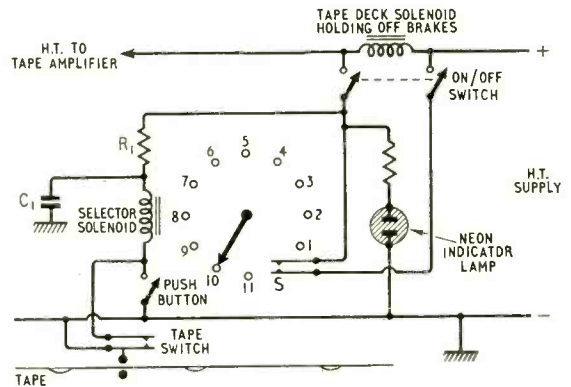 TAPE DECK SOLENOID
HOLDING OFF BRAKES
H.T. TO
TAPE AMPLIFIER
+
ON/OFF
SWITCH
R1
5
6
4
7
3
H.T.
SUPPLY
C1
SELECTOR
SOLENOID
8
2
9
1
NEON
INDICATOR
LAMP
10
11
S
PUSH
BUTTON
−
TAPE
SWITCH
TAPE